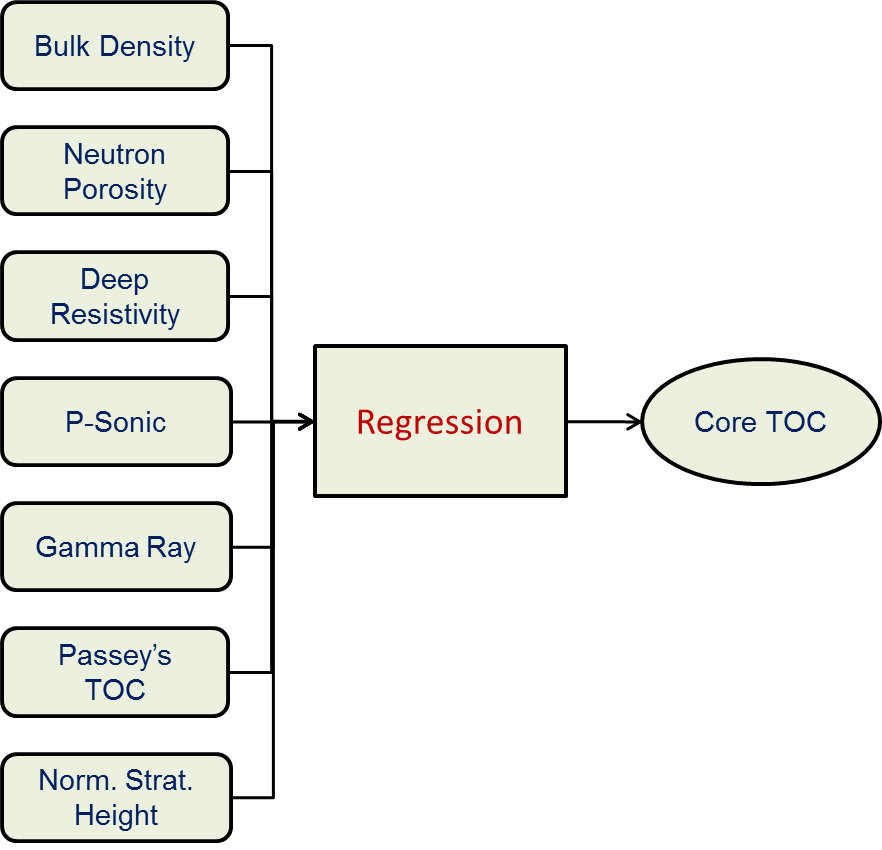 Bulk Density
Neutron
Porosity
Deep
Resistivity
P-Sonic
Gamma Ray
Passey’s
TOC
Norm. Strat.
Height
Regression
Core TOC